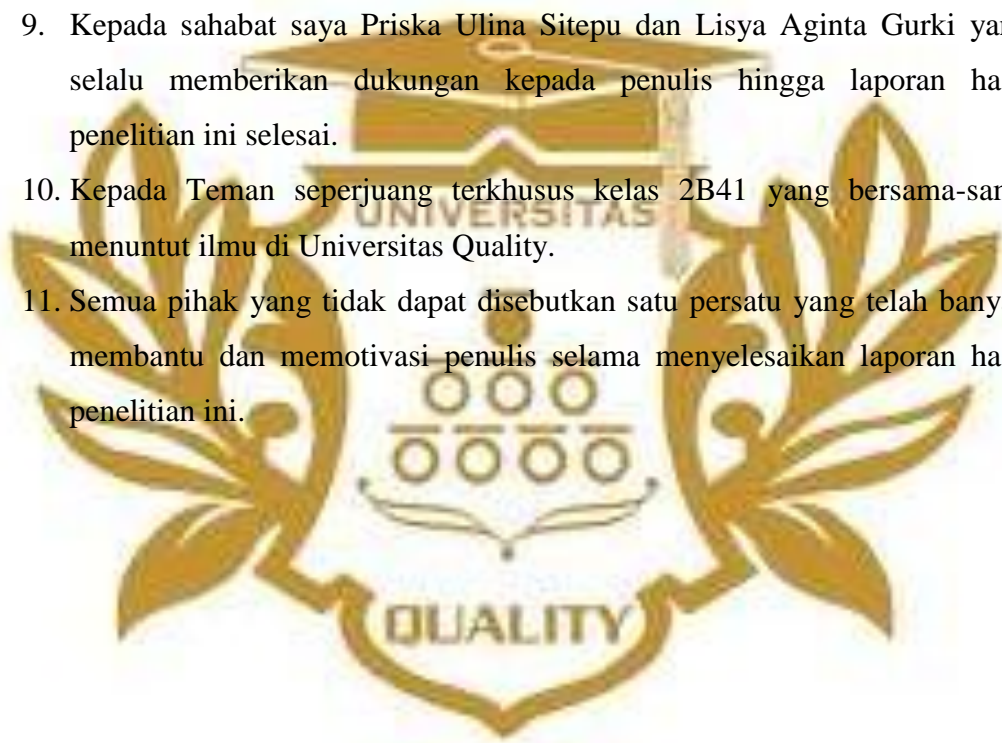 9. Kepada sahabat saya Priska Ulina Sitepu dan Lisya Aginta Gurki yan
selalu memberikan dukungan kepada penulis hingga laporan ha
penelitian ini selesai.
10. Kepada Teman seperjuang terkhusus kelas 2B41 yang bersama-sam
UNIVERSITAS
menuntut ilmu di Universitas Quality.
11. Semua pihak yang tidak dapat disebutkan satu persatu yang telah bany
membantu dan memotivasi penulis selama menyelesaikan laporan ha
penelitian ini.
QUALITY